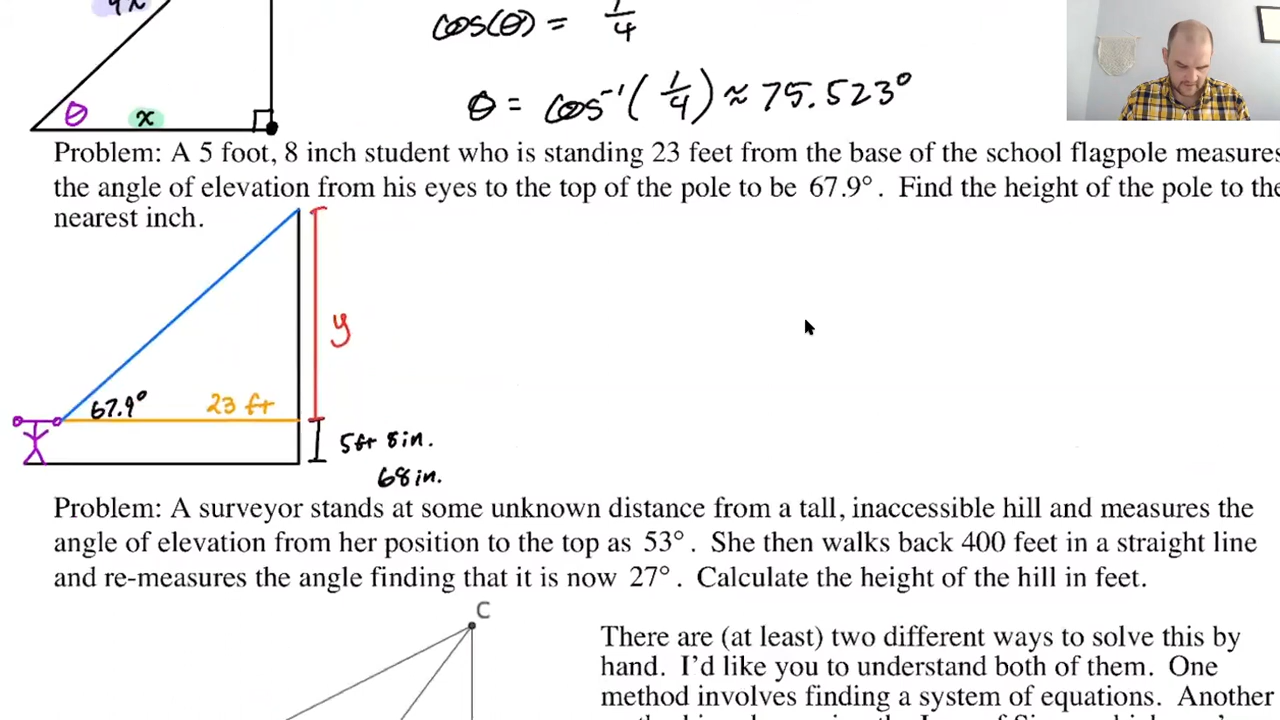 cos(θ) = 1/4
θ = cos⁻¹(1/4) ≈ 75.523°
θ
x
Problem: A 5 foot, 8 inch student who is standing 23 feet from the base of the school flagpole measures
the angle of elevation from his eyes to the top of the pole to be 67.9°. Find the height of the pole to the
nearest inch.
y
67.9°
23 ft
5ft 8in.
68in.
Problem: A surveyor stands at some unknown distance from a tall, inaccessible hill and measures the
angle of elevation from her position to the top as 53°. She then walks back 400 feet in a straight line
and re-measures the angle finding that it is now 27°. Calculate the height of the hill in feet.
C
There are (at least) two different ways to solve this by
hand. I'd like you to understand both of them. One
method involves finding a system of equations. Another